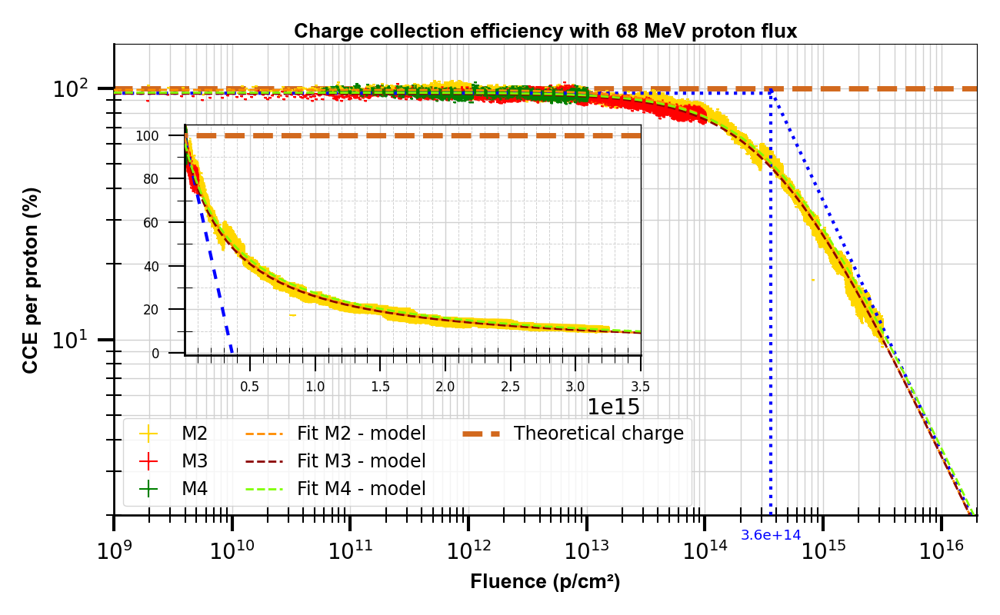 Charge collection efficiency with 68 MeV proton flux
CCE per proton (%)
10²
10¹
100
80
60
40
20
0
0.5 1.0 1.5 2.0 2.5 3.0 3.5
1e15
M2 Fit M2 - model Theoretical charge
M3 Fit M3 - model
M4 Fit M4 - model
3.6e+14
10⁹ 10¹⁰ 10¹¹ 10¹² 10¹³ 10¹⁴ 10¹⁵ 10¹⁶
Fluence (p/cm²)